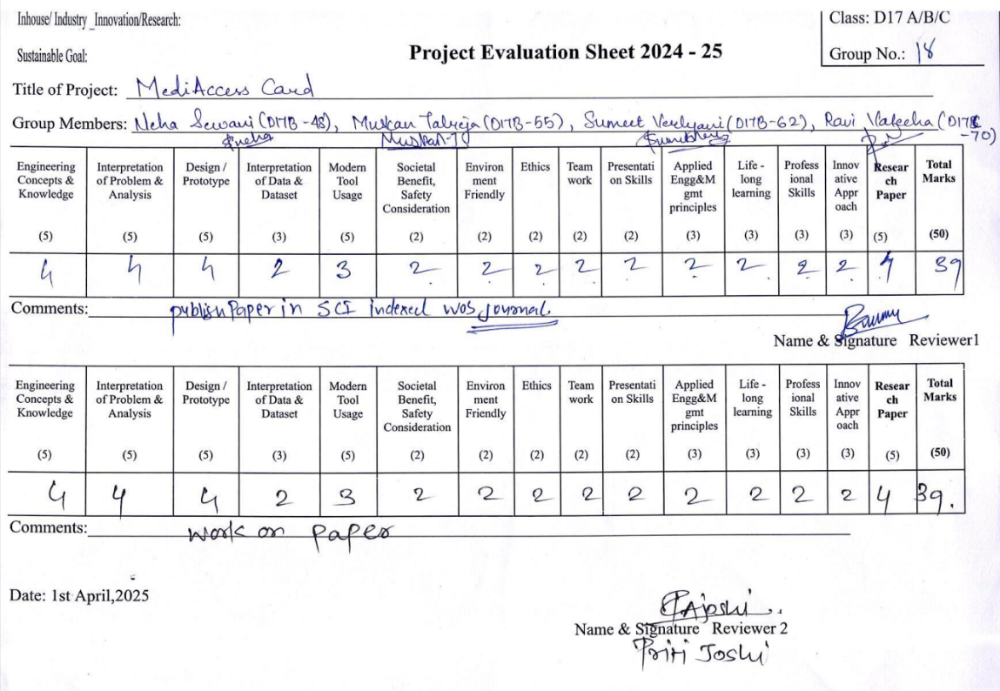 Inhouse/ Industry _Innovation/Research:
Class: D17 A/B/C
Sustainable Goal:
Project Evaluation Sheet 2024 - 25
Group No.: 18
Title of Project: MediAccess Card
Group Members: Neha Sewani (D17B-48), Muskan Talreja (D17B-55), Sumeet (D17B-62), Ravi Vafeeha (D17B-70)
Engineering Concepts & Knowledge (5) Interpretation of Problem & Analysis (5) Design / Prototype (5) Interpretation of Data & Dataset (3) Modern Tool Usage (5) Societal Benefit, Safety Consideration (2) Environ ment Friendly (2) Ethics (2) Team work (2) Presentati on Skills (2) Applied Engg&M gmt principles (3) Life - long learning (3) Profess ional Skills (3) Innov ative Appr oach (3) Resear ch Paper (5) Total Marks (50)
4 4 4 2 3 2 2 2 2 2 2 2 2 2 4 39
Comments: publish Paper in SCI indexed WOS journal
Name & Signature Reviewer1
Engineering Concepts & Knowledge (5) Interpretation of Problem & Analysis (5) Design / Prototype (5) Interpretation of Data & Dataset (3) Modern Tool Usage (5) Societal Benefit, Safety Consideration (2) Environ ment Friendly (2) Ethics (2) Team work (2) Presentati on Skills (2) Applied Engg&M gmt principles (3) Life - long learning (3) Profess ional Skills (3) Innov ative Appr oach (3) Resear ch Paper (5) Total Marks (50)
4 4 4 2 3 2 2 2 2 2 2 2 2 2 4 39.
Comments: work on paper
Date: 1st April,2025
PAjoshi.
Name & Signature Reviewer 2
Priti Joshi